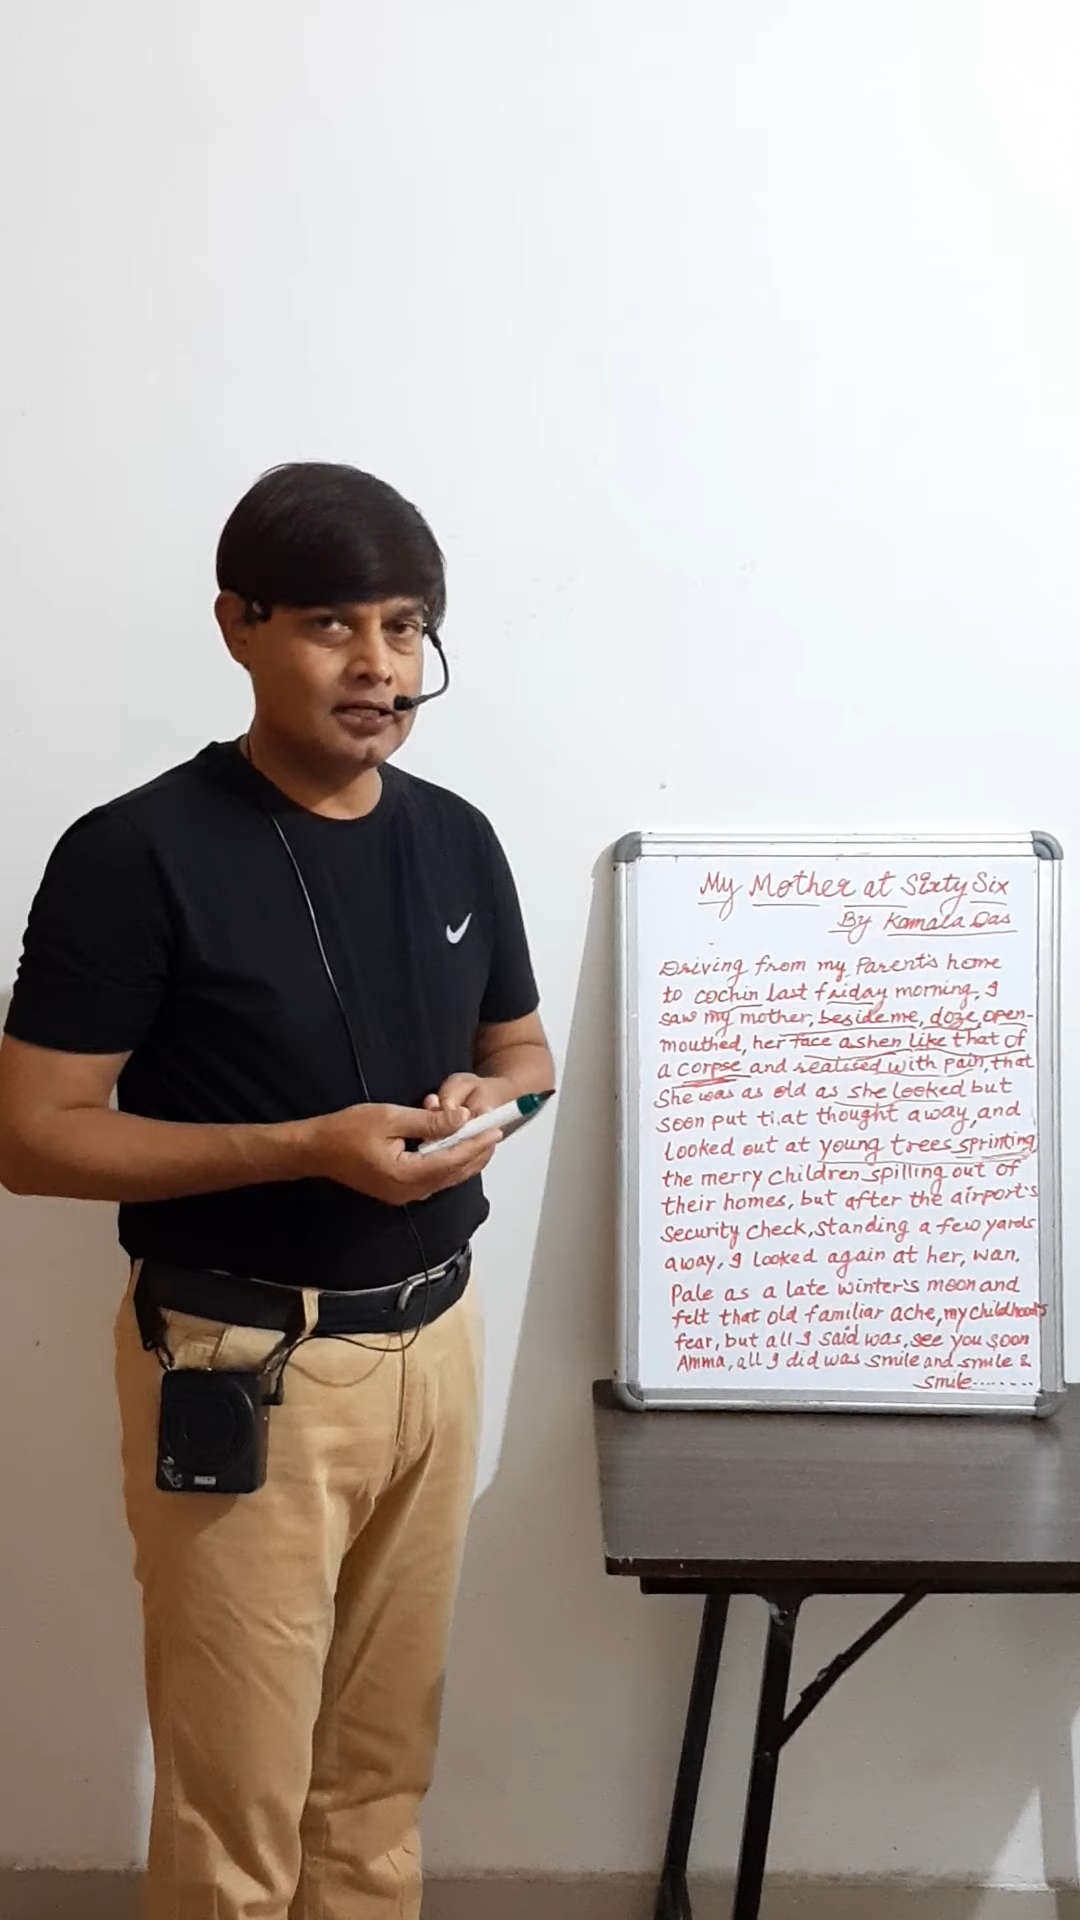 My Mother at Sixty Six
By Kamala Das
Driving from my Parent's home
to cochin last friday morning, I
saw my mother, beside me, doze, open-
mouthed, her face ashen like that of
a corpse and realised with pain, that
She was as old as she looked but
soon put that thought away, and
looked out at young trees sprinting
the merry children spilling out of
their homes, but after the airport's
security check, standing a few yards
away, I looked again at her, wan.
Pale as a late winter's moon and
felt that old familiar ache, my childhood's
fear, but all I said was, see you soon
Amma, all I did was smile and smile &
smile........